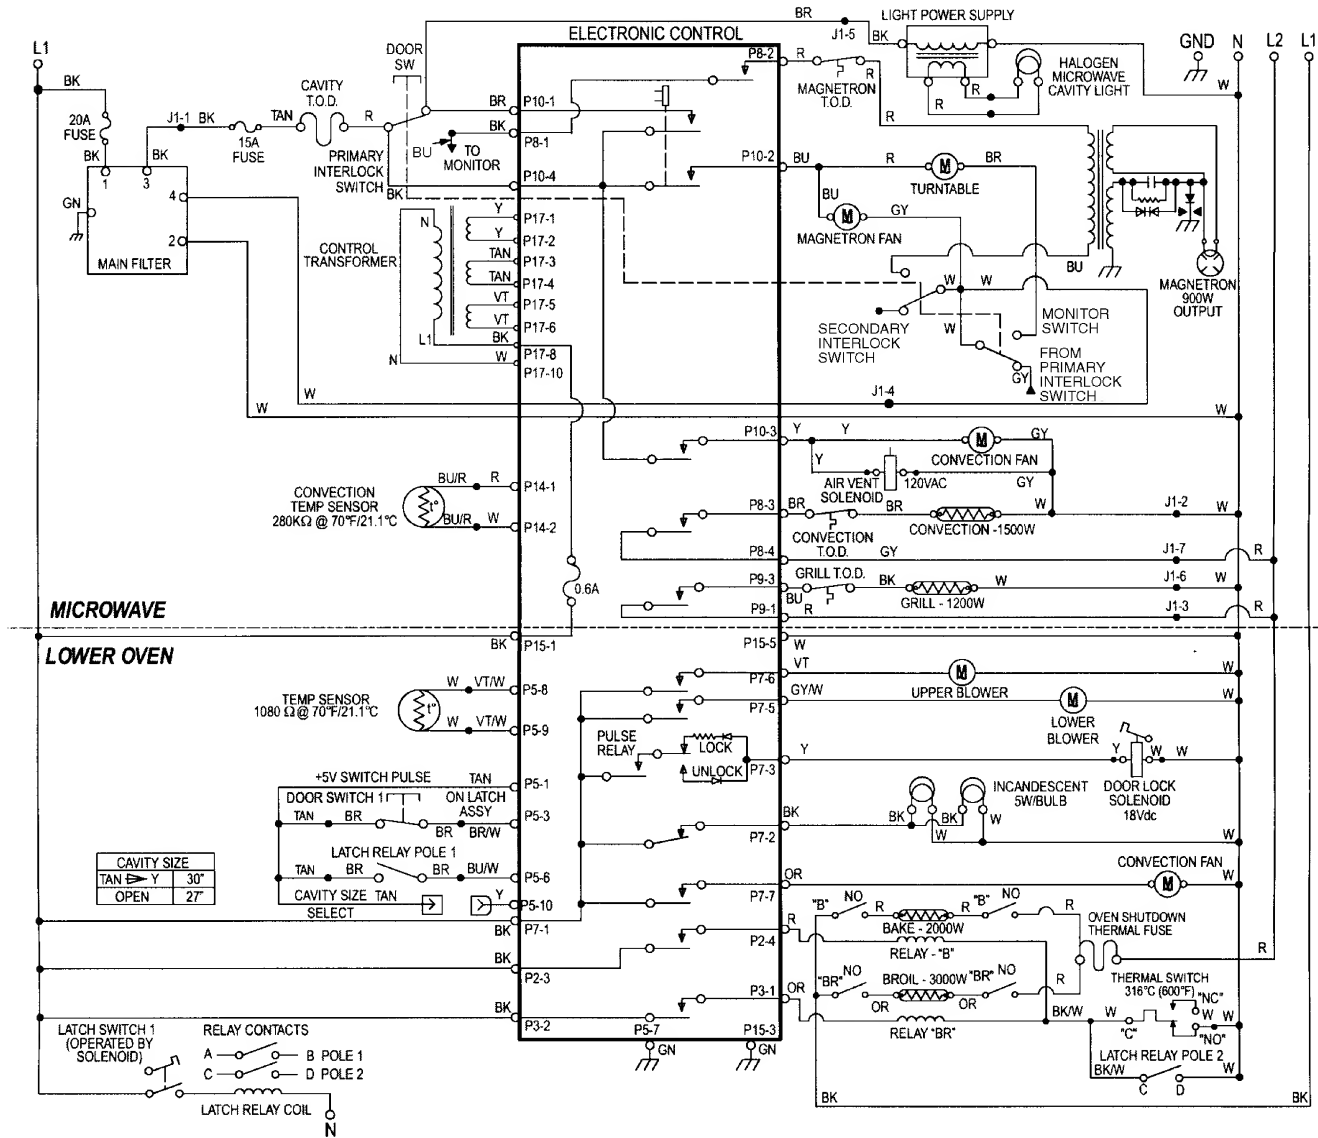 BR
LIGHT POWER SUPPLY
L1
DOOR
SW
ELECTRONIC CONTROL
P8-2
R
J1-5
BK
GND
N
L2
L1
BK
CAVITY
T.O.D.
R
MAGNETRON
T.O.D.
HALOGEN
MICROWAVE
CAVITY LIGHT
R
R
W
20A
FUSE
J1-1
BK
TAN
R
BR
P10-1
R
15A
FUSE
BK
P8-1
BK
BK
PRIMARY
INTERLOCK
SWITCH
BU
TO
MONITOR
P10-2
BU
R
M
BR
1
3
BK
P10-4
TURNTABLE
GN
4
BU
GY
M
MAGNETRON FAN
2
MAIN FILTER
CONTROL
TRANSFORMER
N
Y
P17-1
Y
P17-2
TAN
P17-3
TAN
P17-4
VT
P17-5
VT
P17-6
L1
BK
P17-8
N
W
P17-10
BU
MAGNETRON
900W
OUTPUT
W
W
SECONDARY
INTERLOCK
SWITCH
MONITOR
SWITCH
W
FROM
PRIMARY
INTERLOCK
SWITCH
GY
W
J1-4
W
W
P10-3
Y
Y
M
GY
CONVECTION FAN
Y
AIR VENT
SOLENOID
120VAC
GY
CONVECTION
TEMP SENSOR
280KΩ @ 70°F/21.1°C
t°
BU/R
R
P14-1
BU/R
W
P14-2
P8-3
BR
BR
W
J1-2
W
CONVECTION
T.O.D.
CONVECTION -1500W
P8-4
GY
J1-7
R
0.6A
P9-3
GRILL T.O.D.
BK
W
J1-6
W
BU
GRILL - 1200W
P9-1
R
J1-3
R
MICROWAVE
LOWER OVEN
BK
P15-1
P15-5
W
TEMP SENSOR
1080 Ω @ 70°F/21.1°C
t°
W
VT/W
P5-8
W
VT/W
P5-9
P7-6
VT
M
W
UPPER BLOWER
P7-5
GY/W
M
W
LOWER
BLOWER
PULSE
RELAY
LOCK
UNLOCK
P7-3
Y
Y
W
W
DOOR LOCK
SOLENOID
18Vdc
+5V SWITCH PULSE
TAN
P5-1
DOOR SWITCH 1
ON LATCH
ASSY
TAN
BR
BR
BR/W
P5-3
INCANDESCENT
5W/BULB
BK
BK
BK
P7-2
W
W
W
LATCH RELAY POLE 1
TAN
BR
BR
BU/W
P5-6
CAVITY SIZE
TAN Y 30"
OPEN 27"
CAVITY SIZE
SELECT
TAN
Y
P5-10
BK
P7-1
P7-7
OR
CONVECTION FAN
M
W
"B"
NO
R
R
"B"
NO
R
BAKE - 2000W
OVEN SHUTDOWN
THERMAL FUSE
R
P2-4
R
RELAY - "B"
BK
P2-3
"BR"
NO
BROIL - 3000W
"BR"
NO
OR
OR
R
THERMAL SWITCH
316°C (600°F)
P3-1
OR
RELAY "BR"
BK/W
W
"C"
"NC"
W
W
"NO"
BK
P3-2
P5-7
GN
P15-3
GN
LATCH SWITCH 1
(OPERATED BY
SOLENOID)
RELAY CONTACTS
A
B POLE 1
C
D POLE 2
LATCH RELAY COIL
N
LATCH RELAY POLE 2
BK/W
C
D
W
BK
BK